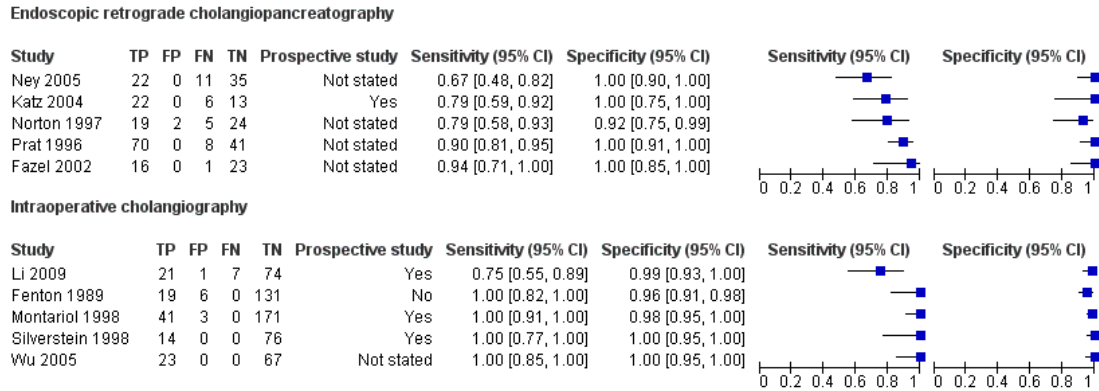 Endoscopic retrograde cholangiopancreatography
Study TP FP FN TN Prospective study Sensitivity (95% CI) Specificity (95% CI) Sensitivity (95% CI) Specificity (95% CI)
Ney 2005 22 0 11 35 Not stated 0.67 [0.48, 0.82] 1.00 [0.90, 1.00]
Katz 2004 22 0 6 13 Yes 0.79 [0.59, 0.92] 1.00 [0.75, 1.00]
Norton 1997 19 2 5 24 Not stated 0.79 [0.58, 0.93] 0.92 [0.75, 0.99]
Prat 1996 70 0 8 41 Not stated 0.90 [0.81, 0.95] 1.00 [0.91, 1.00]
Fazel 2002 16 0 1 23 Not stated 0.94 [0.71, 1.00] 1.00 [0.85, 1.00]
0 0.2 0.4 0.6 0.8 1 0 0.2 0.4 0.6 0.8 1
Intraoperative cholangiography
Study TP FP FN TN Prospective study Sensitivity (95% CI) Specificity (95% CI) Sensitivity (95% CI) Specificity (95% CI)
Li 2009 21 1 7 74 Yes 0.75 [0.55, 0.89] 0.99 [0.93, 1.00]
Fenton 1989 19 6 0 131 No 1.00 [0.82, 1.00] 0.96 [0.91, 0.98]
Montariol 1998 41 3 0 171 Yes 1.00 [0.91, 1.00] 0.98 [0.95, 1.00]
Silverstein 1998 14 0 0 76 Yes 1.00 [0.77, 1.00] 1.00 [0.95, 1.00]
Wu 2005 23 0 0 67 Not stated 1.00 [0.85, 1.00] 1.00 [0.95, 1.00]
0 0.2 0.4 0.6 0.8 1 0 0.2 0.4 0.6 0.8 1